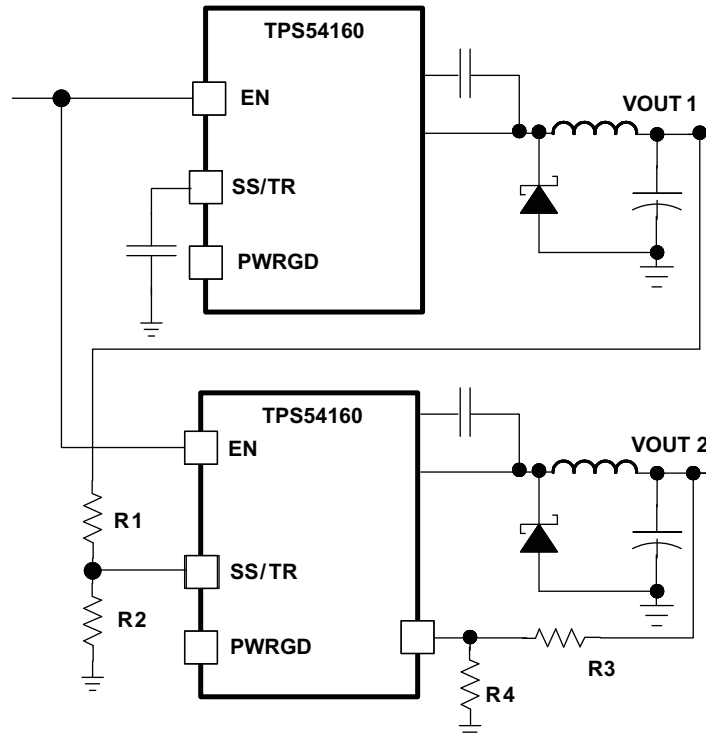 TPS54160
EN
VOUT 1
SS/TR
PWRGD
TPS54160
EN
VOUT 2
R1
SS/TR
R2
PWRGD
R3
R4